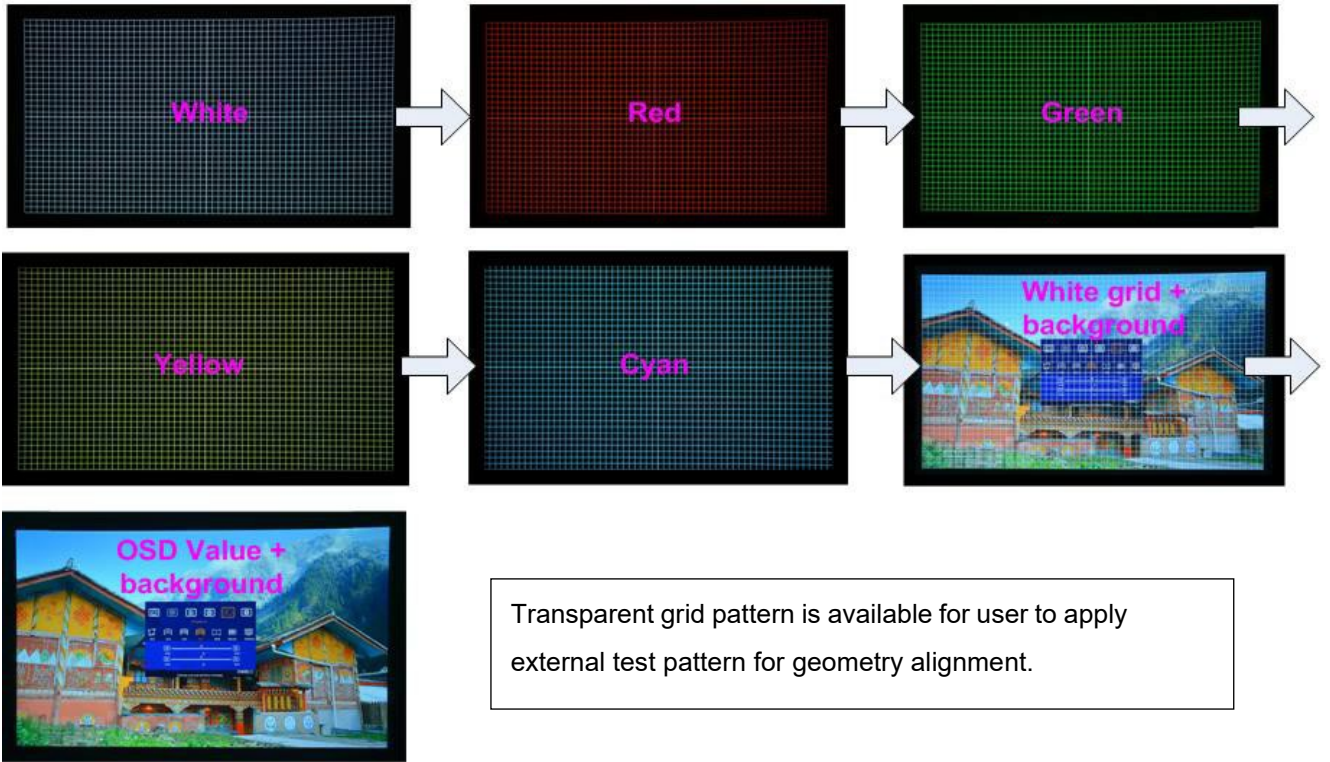 White
Red
Green
Yellow
Cyan
White grid +
background
OSD Value +
background
Transparent grid pattern is available for user to apply
external test pattern for geometry alignment.